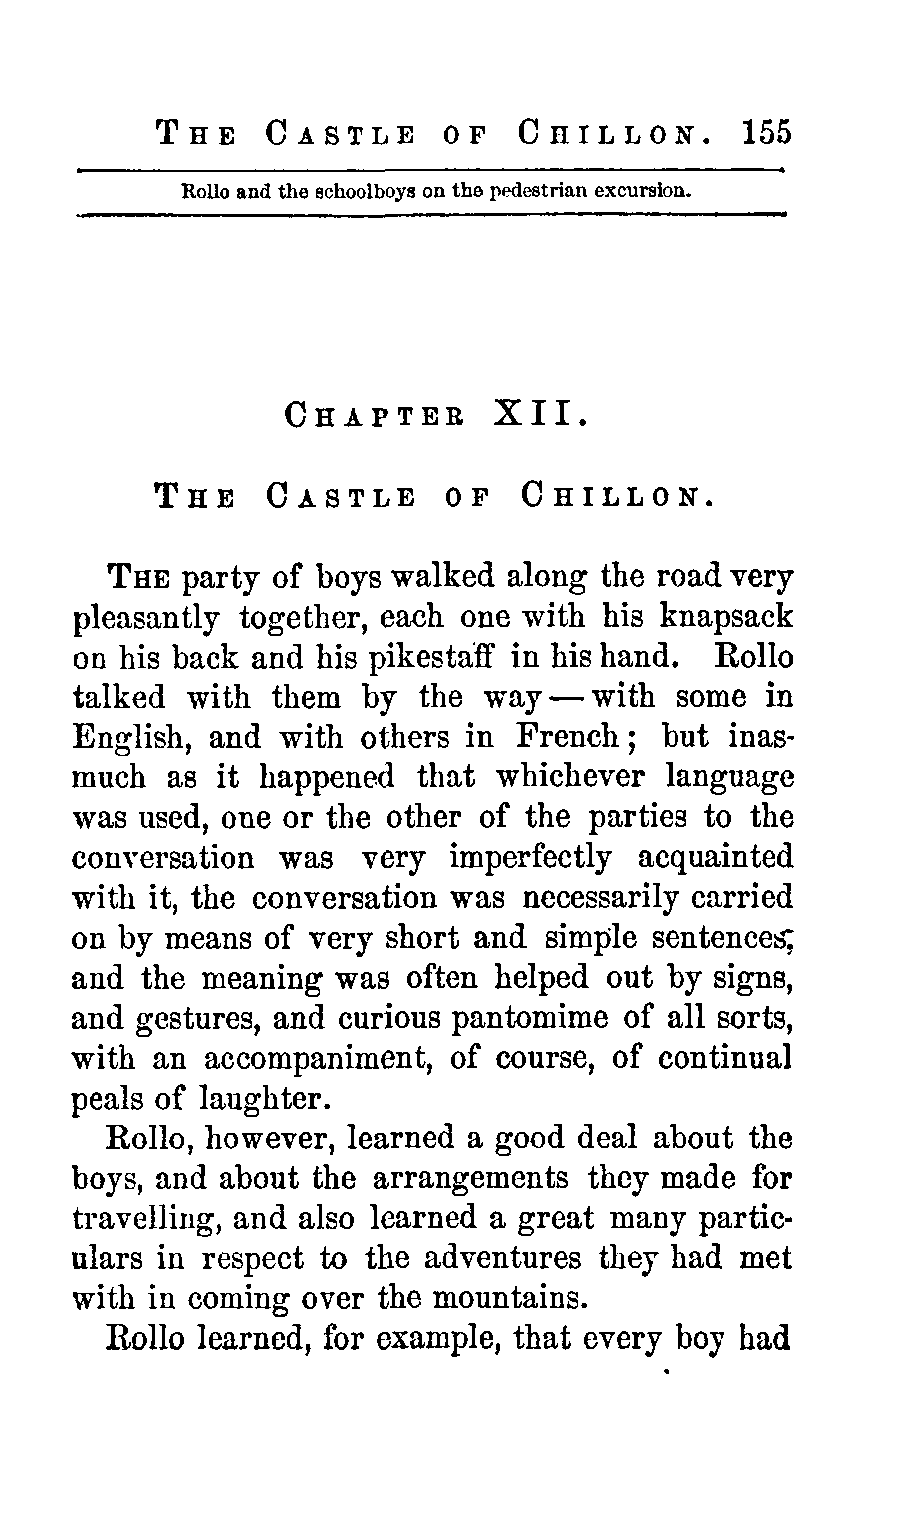 THE CASTLE OF CHILLON. 155
Rollo and the schoolboys on the pedestrian excursion.
CHAPTER XII.
THE CASTLE OF CHILLON.
THE party of boys walked along the road very
pleasantly together, each one with his knapsack
on his back and his pikestaff in his hand. Rollo
talked with them by the way — with some in
English, and with others in French; but inas-
much as it happened that whichever language
was used, one or the other of the parties to the
conversation was very imperfectly acquainted
with it, the conversation was necessarily carried
on by means of very short and simple sentences;
and the meaning was often helped out by signs,
and gestures, and curious pantomime of all sorts,
with an accompaniment, of course, of continual
peals of laughter.
Rollo, however, learned a good deal about the
boys, and about the arrangements they made for
travelling, and also learned a great many partic-
ulars in respect to the adventures they had met
with in coming over the mountains.
Rollo learned, for example, that every boy had